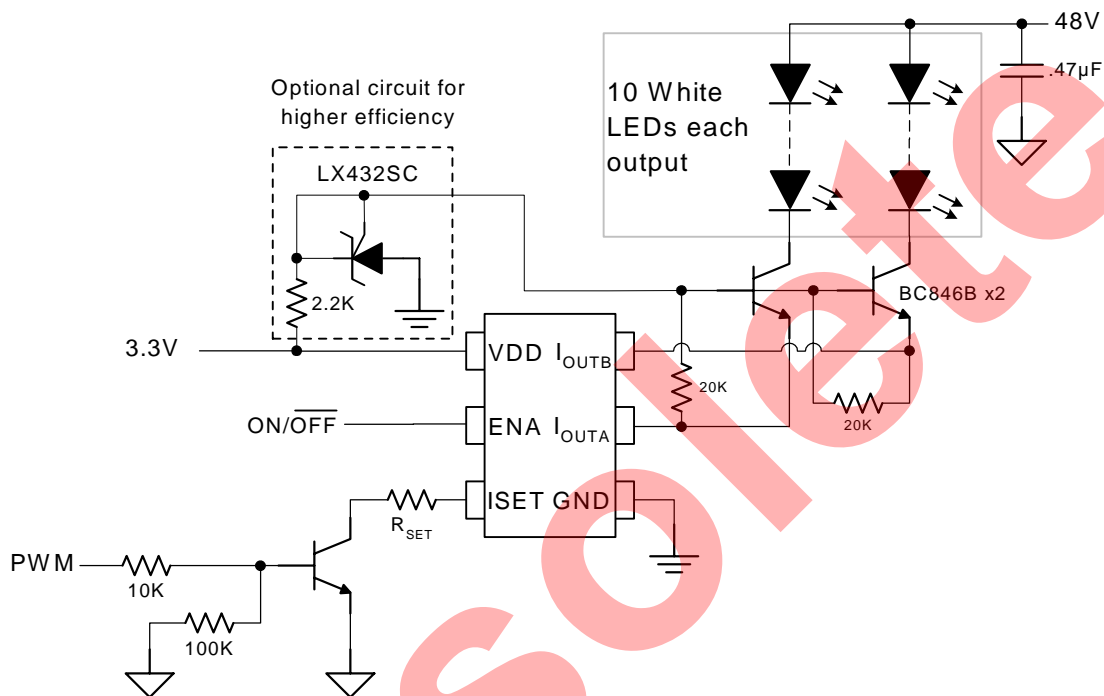 48V
.47µF
Optional circuit for
higher efficiency
10 White
LEDs each
output
LX432SC
2.2K
BC846B x2
3.3V
VDD IOUTB
20K
20K
ON/OFF
ENA IOUTA
ISET GND
RSET
PWM
10K
100K
solete